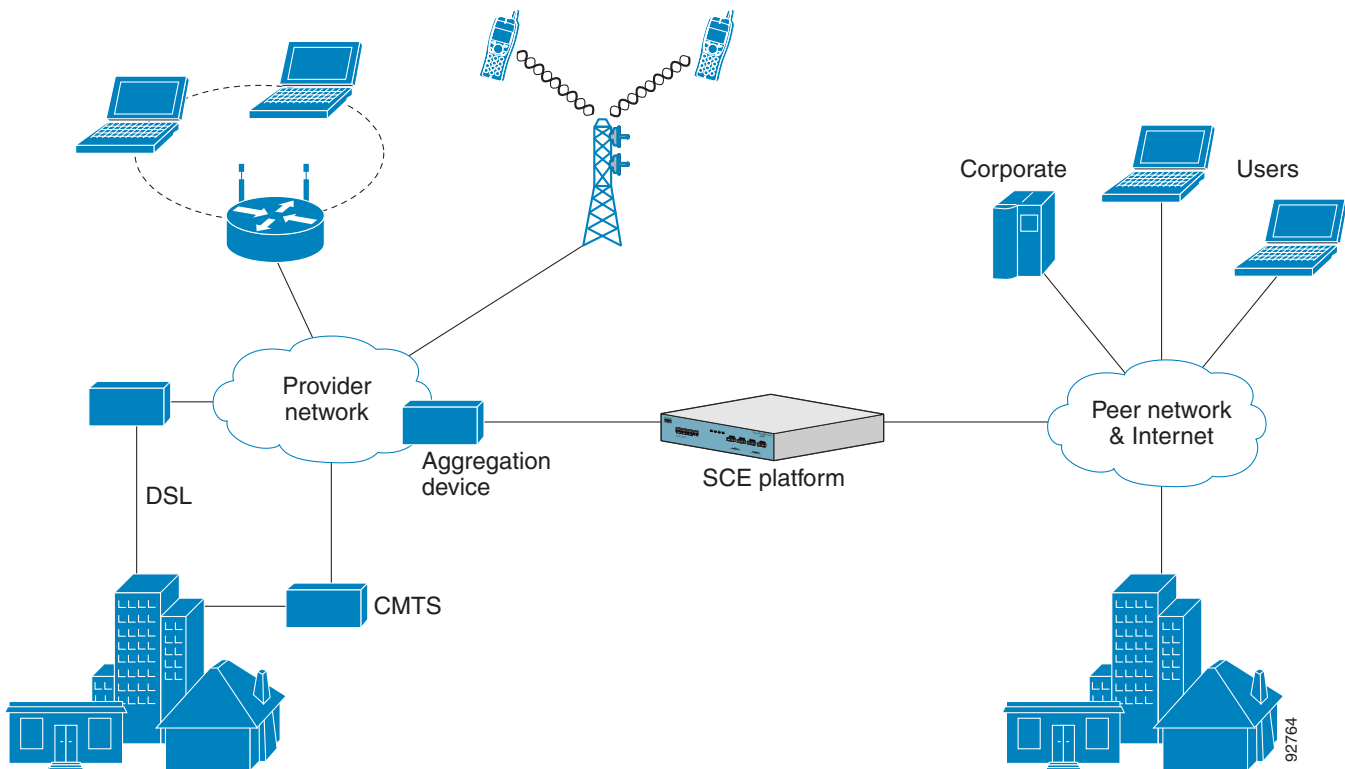 Corporate
Users
Provider
network
Peer network
& Internet
Aggregation
device
SCE platform
DSL
CMTS
92764